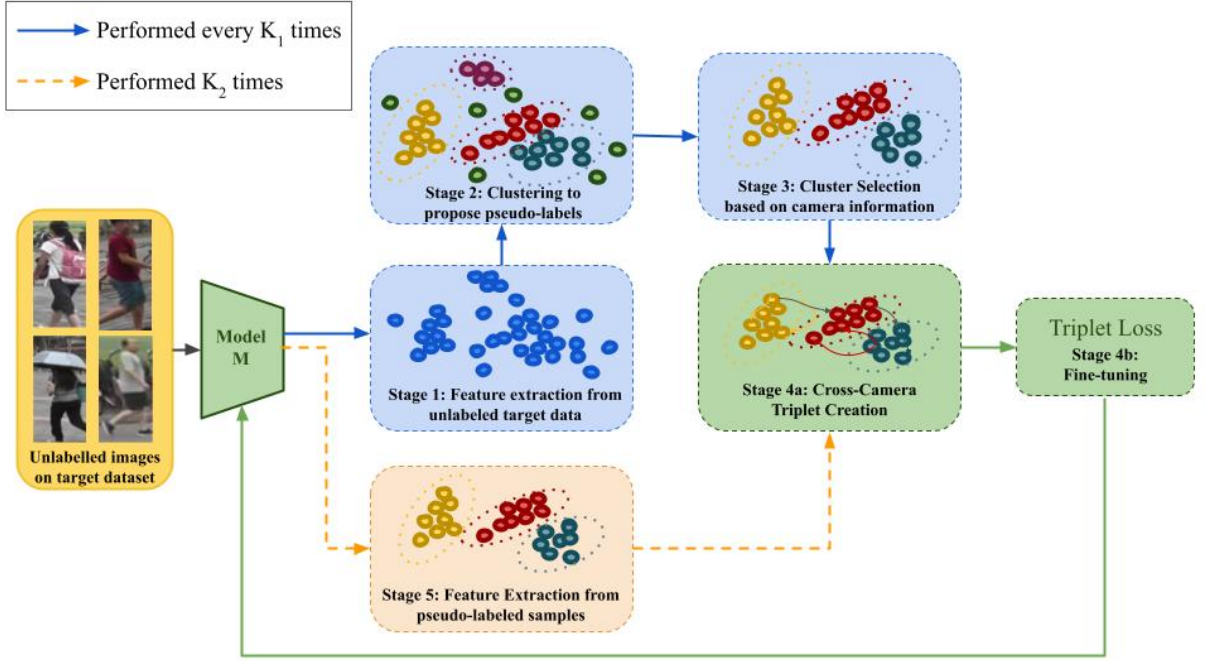 Performed every K₁ times
Performed K₂ times
Stage 2: Clustering to
propose pseudo-labels
Stage 3: Cluster Selection
based on camera information
Unlabelled images
on target dataset
Model
M
Stage 1: Feature extraction from
unlabeled target data
Stage 4a: Cross-Camera
Triplet Creation
Triplet Loss
Stage 4b:
Fine-tuning
Stage 5: Feature Extraction from
pseudo-labeled samples